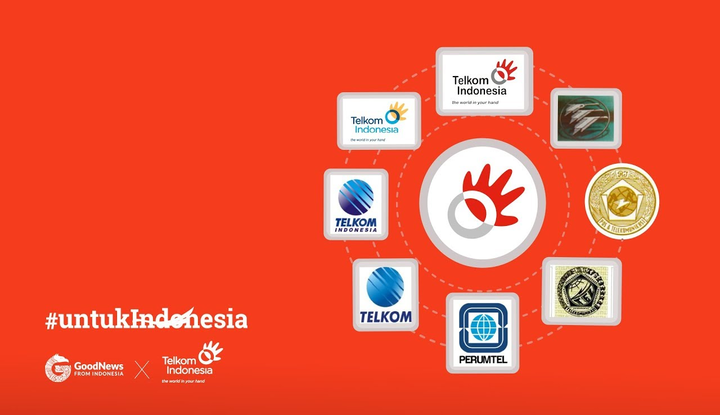 Telkom
Indonesia
the world in your hand
Telkom
Indonesia
the world in your hand
TELKOM
INDONESIA
TELKOM
PERUMTEL
#untukIndonesia
GoodNews
FROM INDONESIA
Telkom
Indonesia
the world in your hand